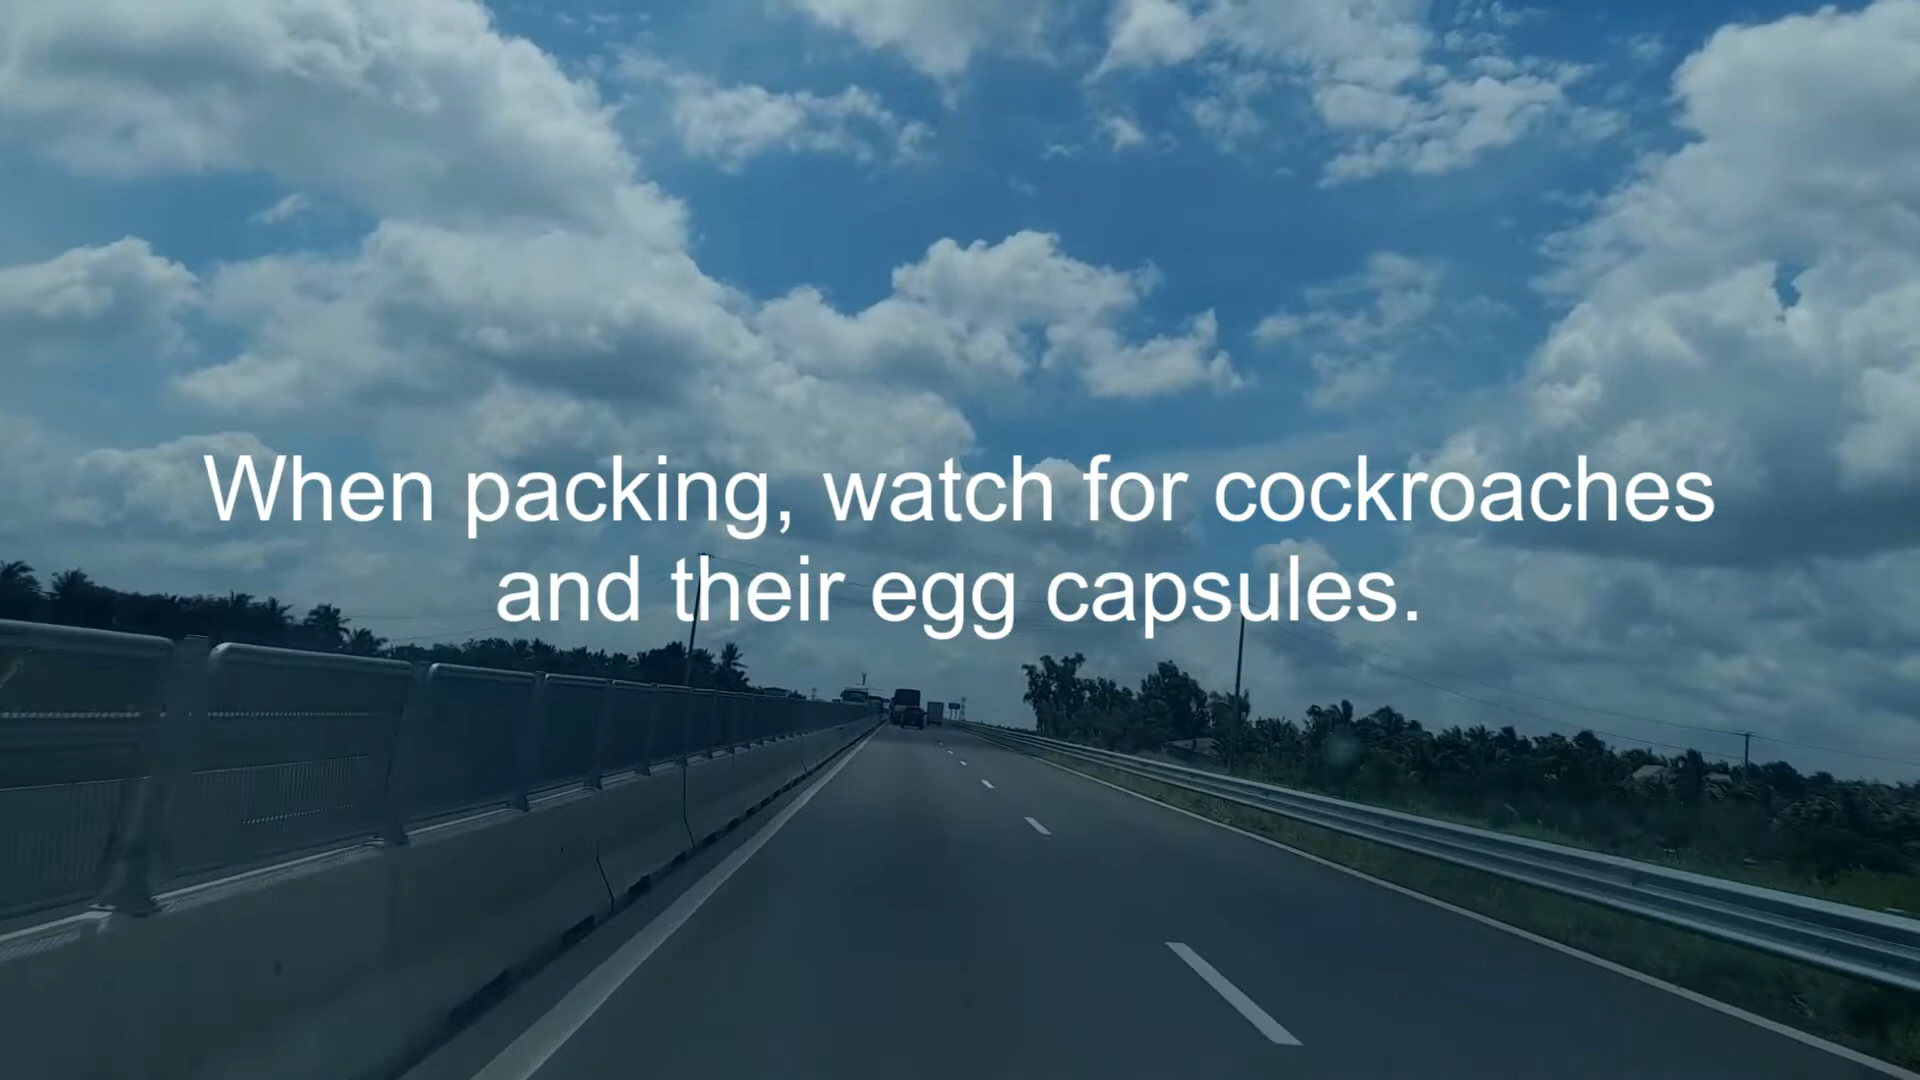 When packing, watch for cockroaches
and their egg capsules.